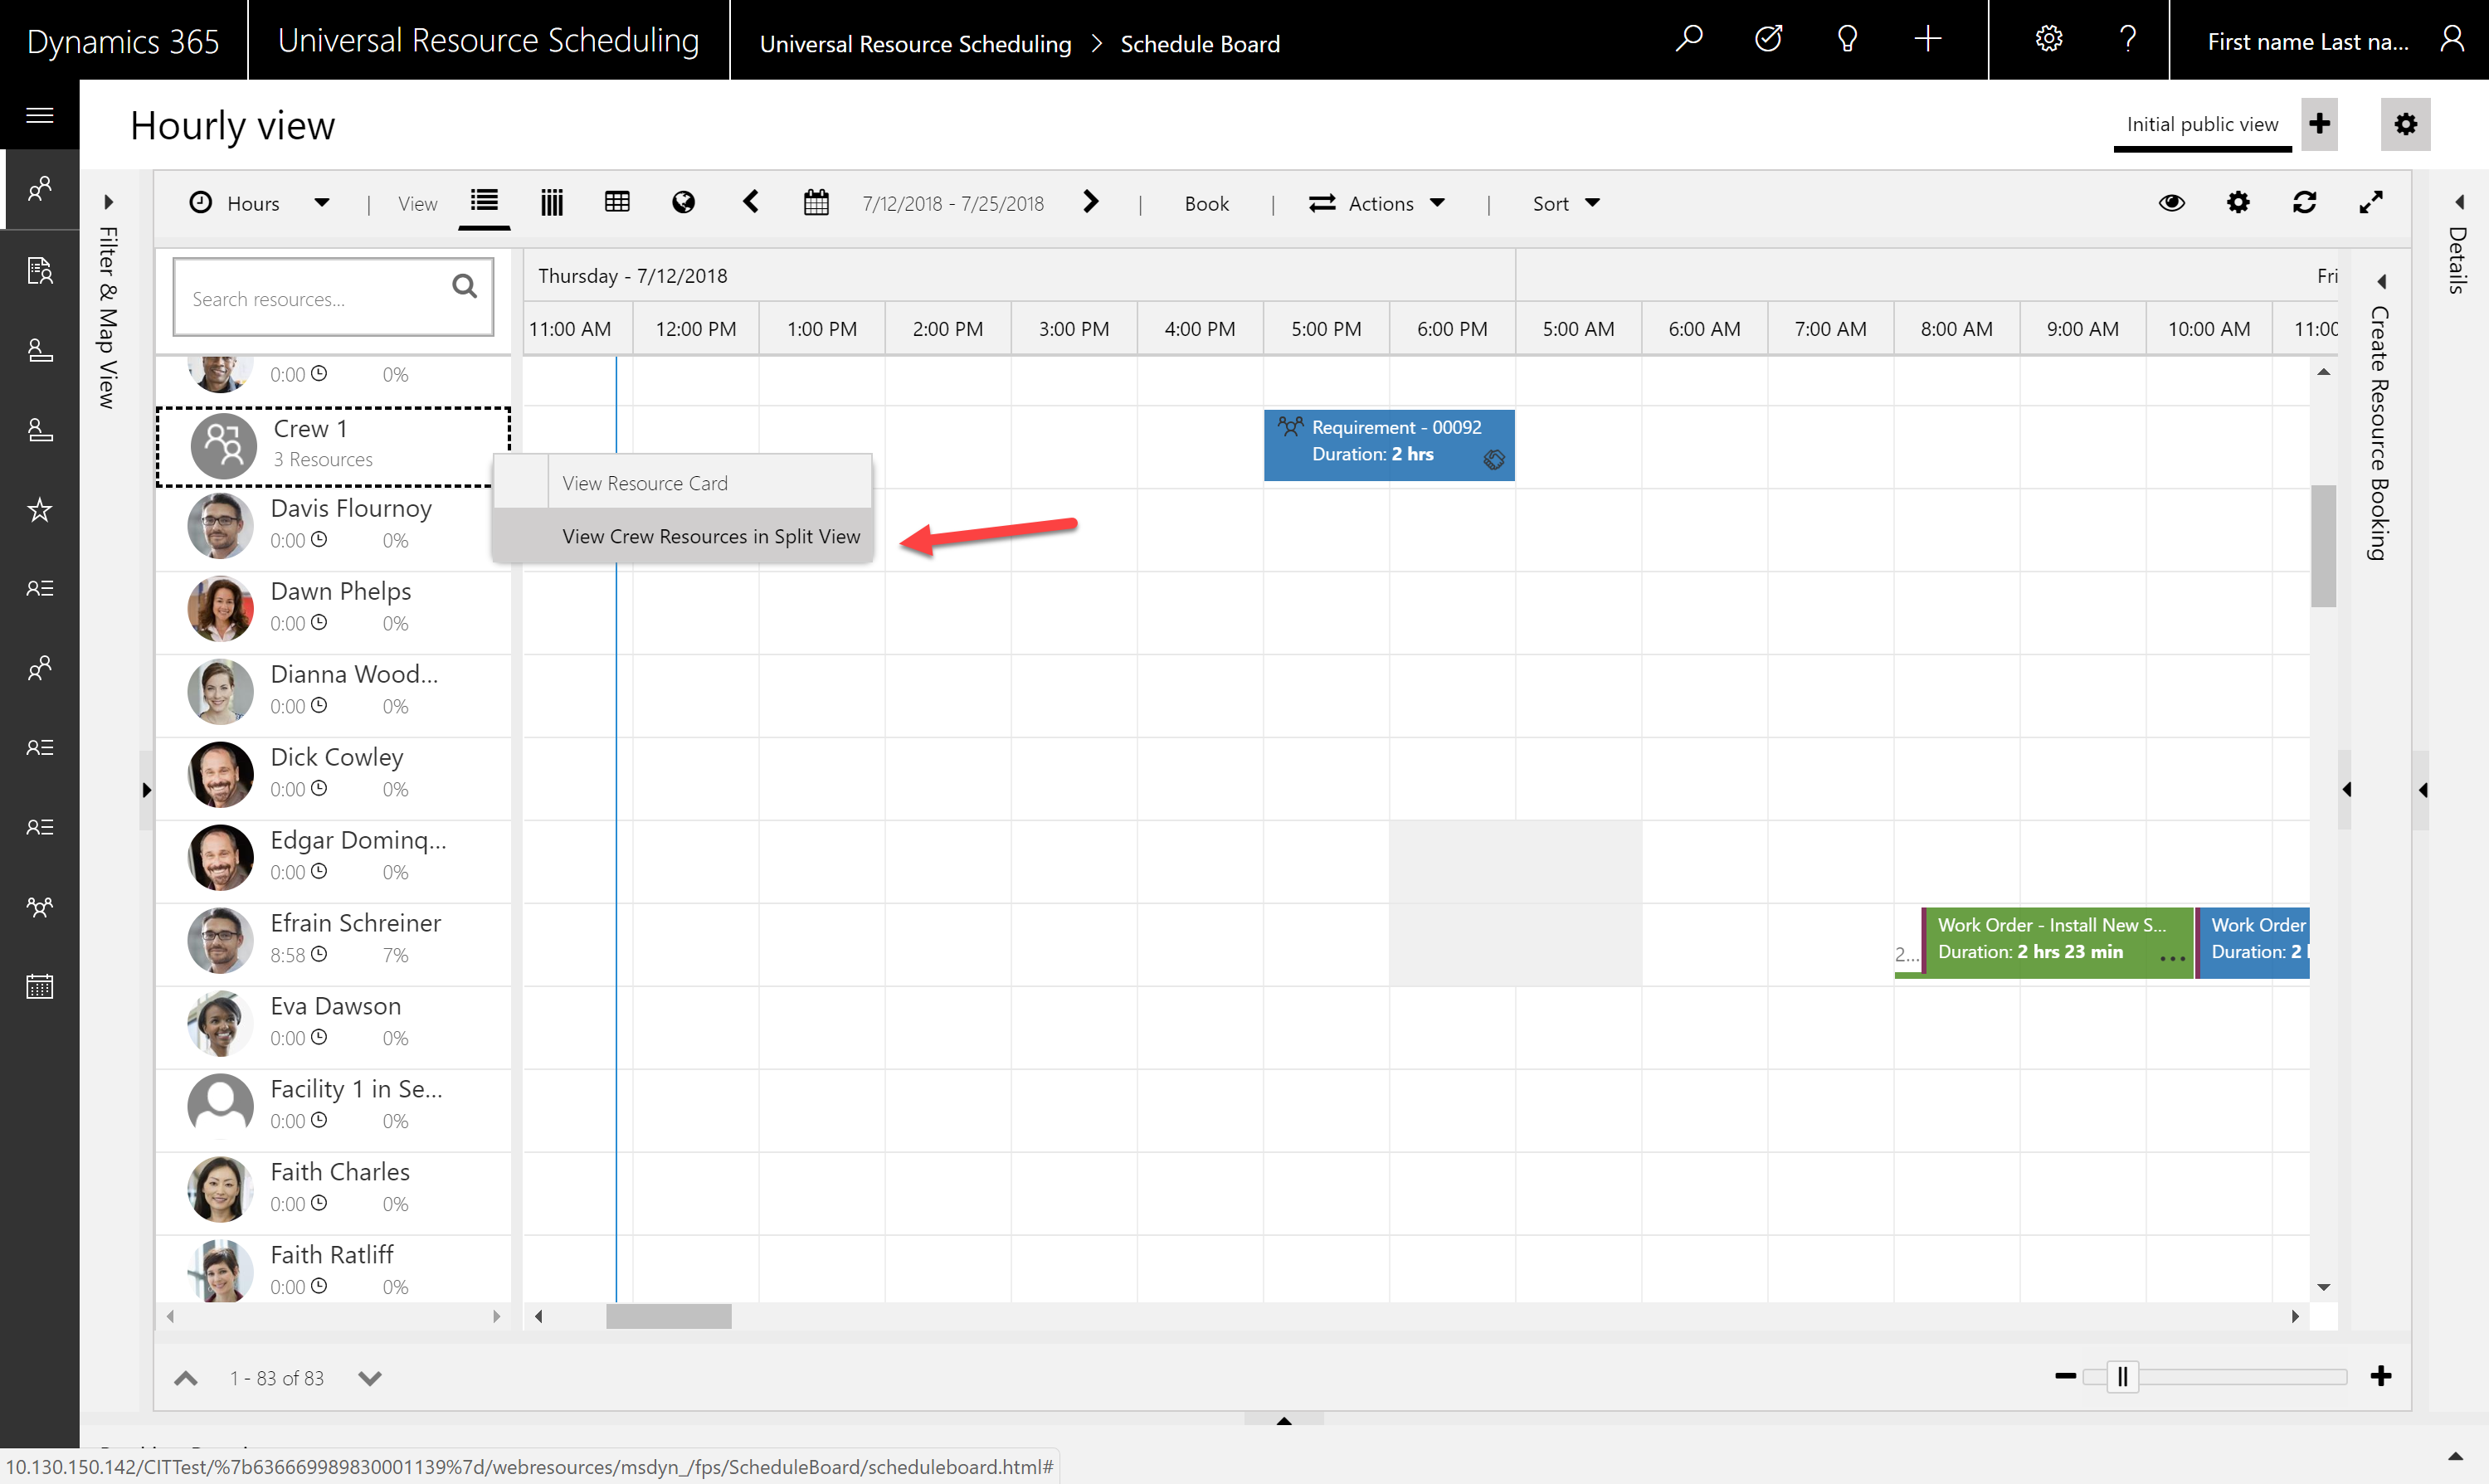 Dynamics 365
Universal Resource Scheduling
Universal Resource Scheduling > Schedule Board
First name Last na...
Hourly view
Initial public view
Filter & Map View
Hours
View
7/12/2018 - 7/25/2018
Book
Actions
Sort
Details
Create Resource Booking
Search resources...
Thursday - 7/12/2018
Fri
11:00 AM 12:00 PM 1:00 PM 2:00 PM 3:00 PM 4:00 PM 5:00 PM 6:00 PM 5:00 AM 6:00 AM 7:00 AM 8:00 AM 9:00 AM 10:00 AM 11:00
0:00 0%
Crew 1
3 Resources
Requirement - 00092
Duration: 2 hrs
View Resource Card
View Crew Resources in Split View
Davis Flournoy
0:00 0%
Dawn Phelps
0:00 0%
Dianna Wood...
0:00 0%
Dick Cowley
0:00 0%
Edgar Dominq...
0:00 0%
Efrain Schreiner
8:58 7%
2...
Work Order - Install New S...
Duration: 2 hrs 23 min
...
Work Order
Duration: 2
Eva Dawson
0:00 0%
Facility 1 in Se...
0:00 0%
Faith Charles
0:00 0%
Faith Ratliff
0:00 0%
1 - 83 of 83
10.130.150.142/CITTest/%7b636669989830001139%7d/webresources/msdyn_/fps/ScheduleBoard/scheduleboard.html#